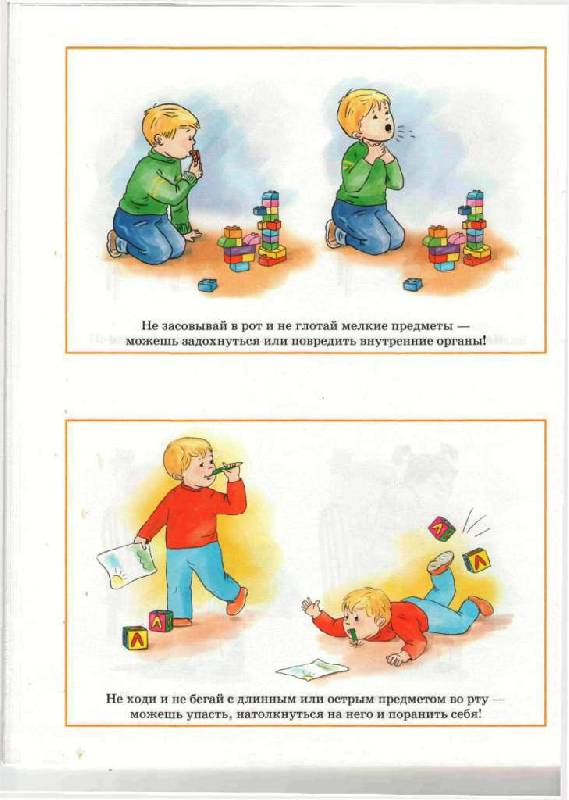 Не засовывай в рот и не глотай мелкие предметы —
можешь задохнуться или повредить внутренние органы!
Л
Л
Л
Л
Не ходи и не бегай с длинным или острым предметом во рту —
можешь упасть, натолкнуться на него и поранить себя!